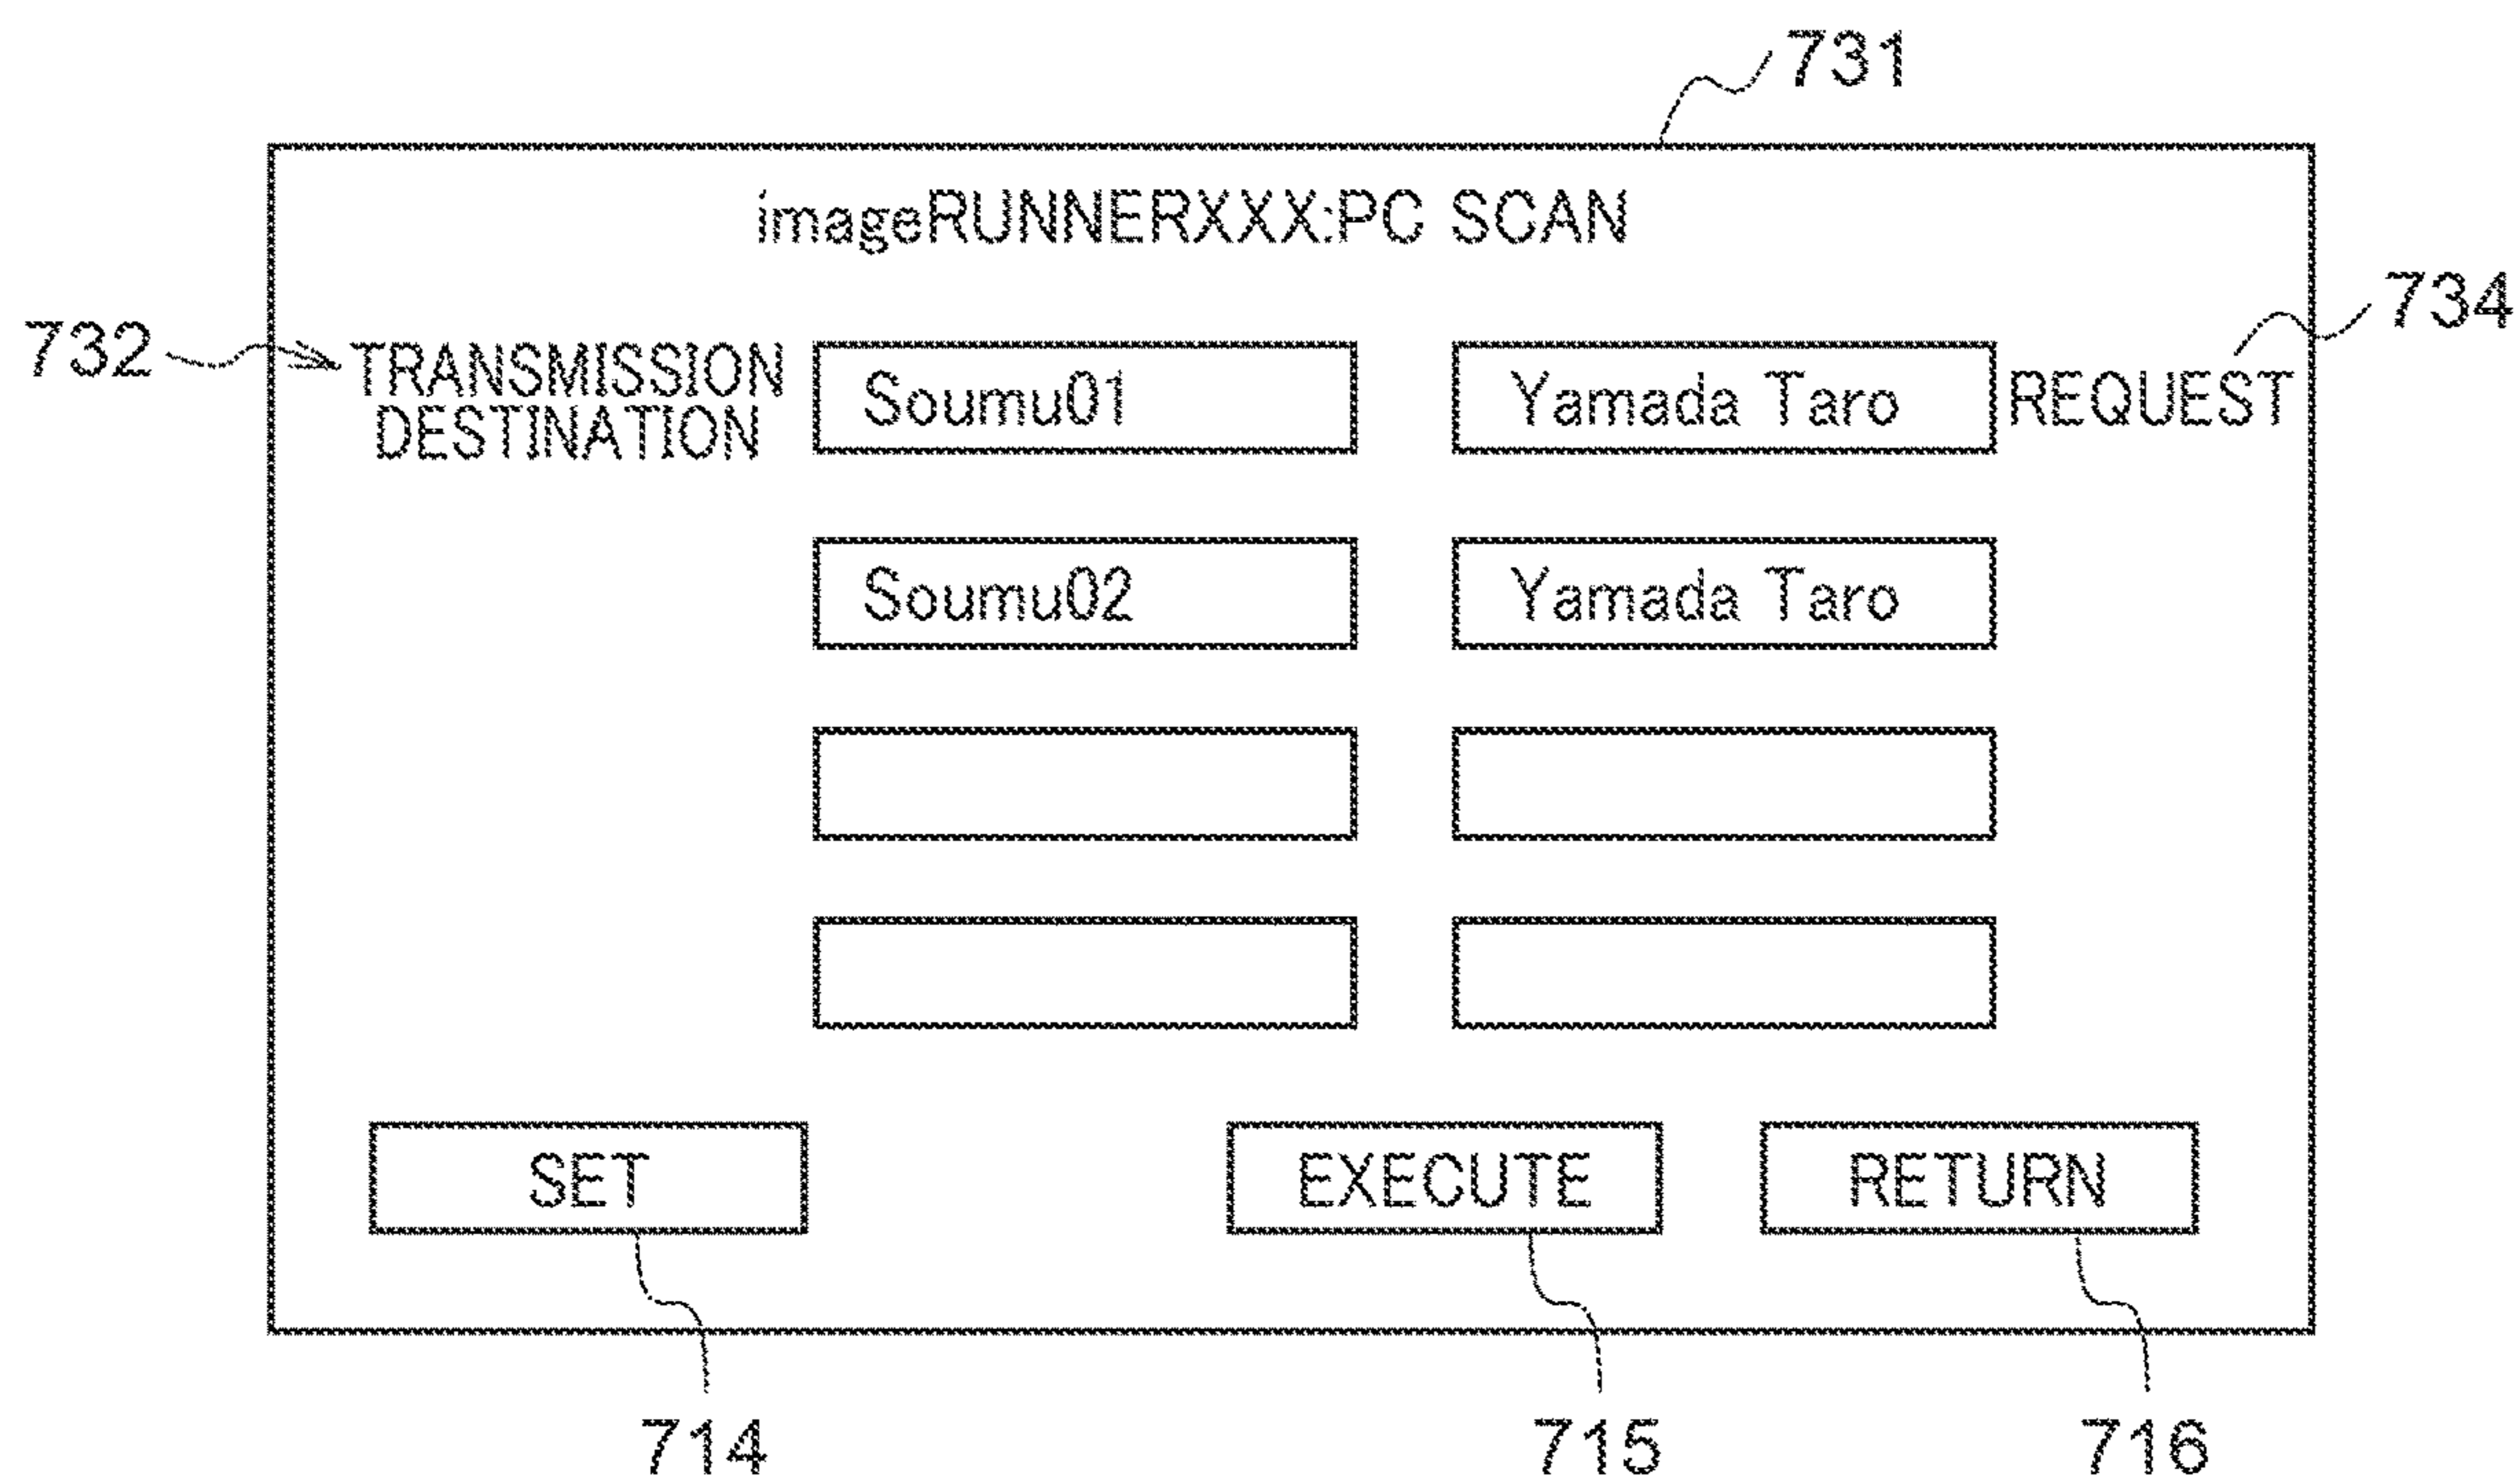 731
imageRUNNERXXX:PC SCAN
734
732
TRANSMISSION
DESTINATION
Soumu01
Yamada Taro
REQUEST
Soumu02
Yamada Taro
SET
EXECUTE
RETURN
714
715
716